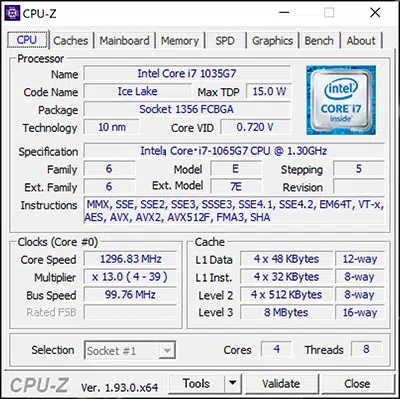 CPU-Z
CPU Caches Mainboard Memory SPD Graphics Bench About
Processor
Name Intel Core i7 1035G7
Code Name Ice Lake Max TDP 15.0 W
Package Socket 1356 FCBGA
Technology 10 nm Core VID 0.720 V
intel
CORE i7
inside™
Specification Intel® Core™ i7-1065G7 CPU @ 1.30GHz
Family 6 Model E Stepping 5
Ext. Family 6 Ext. Model 7E Revision
Instructions MMX, SSE, SSE2, SSE3, SSSE3, SSE4.1, SSE4.2, EM64T, VT-x,
AES, AVX, AVX2, AVX512F, FMA3, SHA
Clocks (Core #0)
Core Speed 1296.83 MHz
Multiplier x 13.0 ( 4 - 39 )
Bus Speed 99.76 MHz
Rated FSB
Cache
L1 Data 4 x 48 KBytes 12-way
L1 Inst. 4 x 32 KBytes 8-way
Level 2 4 x 512 KBytes 8-way
Level 3 8 MBytes 16-way
Selection Socket #1 Cores 4 Threads 8
CPU-Z Ver. 1.93.0.x64 Tools Validate Close